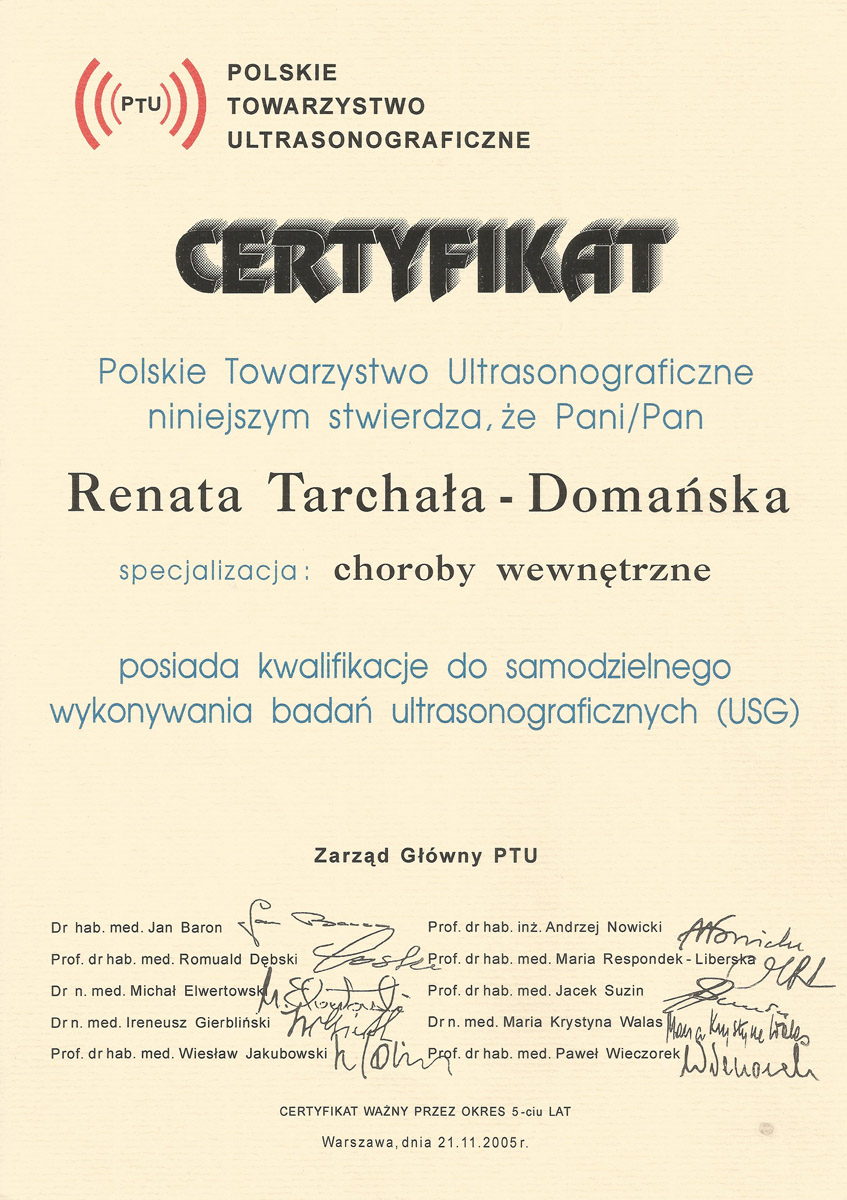 PTU
POLSKIE
TOWARZYSTWO
ULTRASONOGRAFICZNE
CERTYFIKAT
Polskie Towarzystwo Ultrasonograficzne
niniejszym stwierdza, że Pani/Pan
Renata Tarchała - Domańska
specjalizacja: choroby wewnętrzne
posiada kwalifikacje do samodzielnego
wykonywania badań ultrasonograficznych (USG)
Zarząd Główny PTU
Dr hab. med. Jan Baron
Prof. dr hab. med. Romuald Dębski
Dr n. med. Michał Elwertowski
Dr n. med. Ireneusz Gierbliński
Prof. dr hab. med. Wiesław Jakubowski
Prof. dr hab. inż. Andrzej Nowicki
Prof. dr hab. med. Maria Respondek-Liberska
Prof. dr hab. med. Jacek Suzin
Dr n. med. Maria Krystyna Walas
Maria Krystyna Walas
Prof. dr hab. med. Paweł Wieczorek
CERTYFIKAT WAŻNY PRZEZ OKRES 5-ciu LAT
Warszawa, dnia 21.11.2005 r.